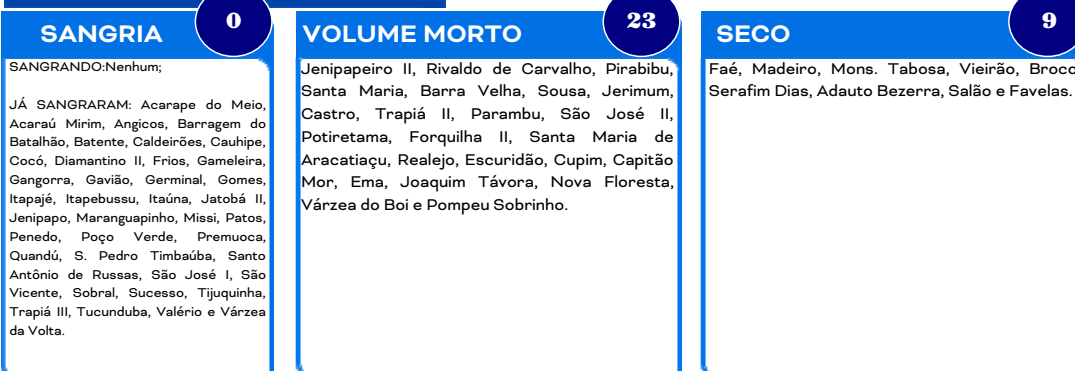 SANGRIA
0
SANGRANDO:Nenhum;
JÁ SANGRARAM: Acarape do Meio,
Acaraú Mirim, Angicos, Barragem do
Batalhão, Batente, Caldeirões, Cauhipe,
Cocó, Diamantino II, Frios, Gameleira,
Gangorra, Gavião, Germinal, Gomes,
Itapajé, Itapebussu, Itaúna, Jatobá II,
Jenipapo, Maranguapinho, Missi, Patos,
Penedo, Poço Verde, Premuoca,
Quandú, S. Pedro Timbaúba, Santo
Antônio de Russas, São José I, São
Vicente, Sobral, Sucesso, Tijuquinha,
Trapiá III, Tucunduba, Valério e Várzea
da Volta.
VOLUME MORTO
23
Jenipapeiro II, Rivaldo de Carvalho, Pirabibu,
Santa Maria, Barra Velha, Sousa, Jerimum,
Castro, Trapiá II, Parambu, São José II,
Potiretama, Forquilha II, Santa Maria de
Aracatiaçu, Realejo, Escuridão, Cupim, Capitão
Mor, Ema, Joaquim Távora, Nova Floresta,
Várzea do Boi e Pompeu Sobrinho.
SECO
9
Faé, Madeiro, Mons. Tabosa, Vieirão, Broco
Serafim Dias, Adauto Bezerra, Salão e Favelas.